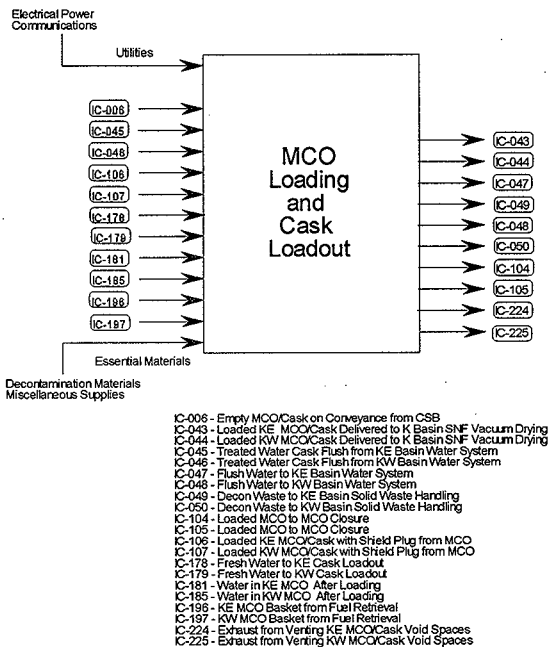 Electrical Power
Communications
Utilities
IC-006
IC-045
IC-046
IC-106
IC-107
IC-178
IC-179
IC-181
IC-185
IC-196
IC-197
MCO
Loading
and
Cask
Loadout
IC-043
IC-044
IC-047
IC-049
IC-048
IC-050
IC-104
IC-105
IC-224
IC-225
Essential Materials
Decontamination Materials
Miscellaneous Supplies
IC-006 - Empty MCO/Cask on Conveyance from CSB
IC-043 - Loaded KE MCO/Cask Delivered to K Basin SNF Vacuum Drying
IC-044 - Loaded KW MCO/Cask Delivered to K Basin SNF Vacuum Drying
IC-045 - Treated Water Cask Flush from KE Basin Water System
IC-046 - Treated Water Cask Flush from KW Basin Water System
IC-047 - Flush Water to KE Basin Water System
IC-048 - Flush Water to KW Basin Water System
IC-049 - Decon Waste to KE Basin Solid Waste Handling
IC-050 - Decon Waste to KW Basin Solid Waste Handling
IC-104 - Loaded MCO to MCO Closure
IC-105 - Loaded MCO to MCO Closure
IC-106 - Loaded KE MCO/Cask with Shield Plug from MCO
IC-107 - Loaded KW MCO/Cask with Shield Plug from MCO
IC-178 - Fresh Water to KE Cask Loadout
IC-179 - Fresh Water to KW Cask Loadout
IC-181 - Water in KE MCO After Loading
IC-185 - Water in KW MCO After Loading
IC-196 - KE MCO Basket from Fuel Retrieval
IC-197 - KW MCO Basket from Fuel Retrieval
IC-224 - Exhaust from Venting KE MCO/Cask Void Spaces
IC-225 - Exhaust from Venting KW MCO/Cask Void Spaces